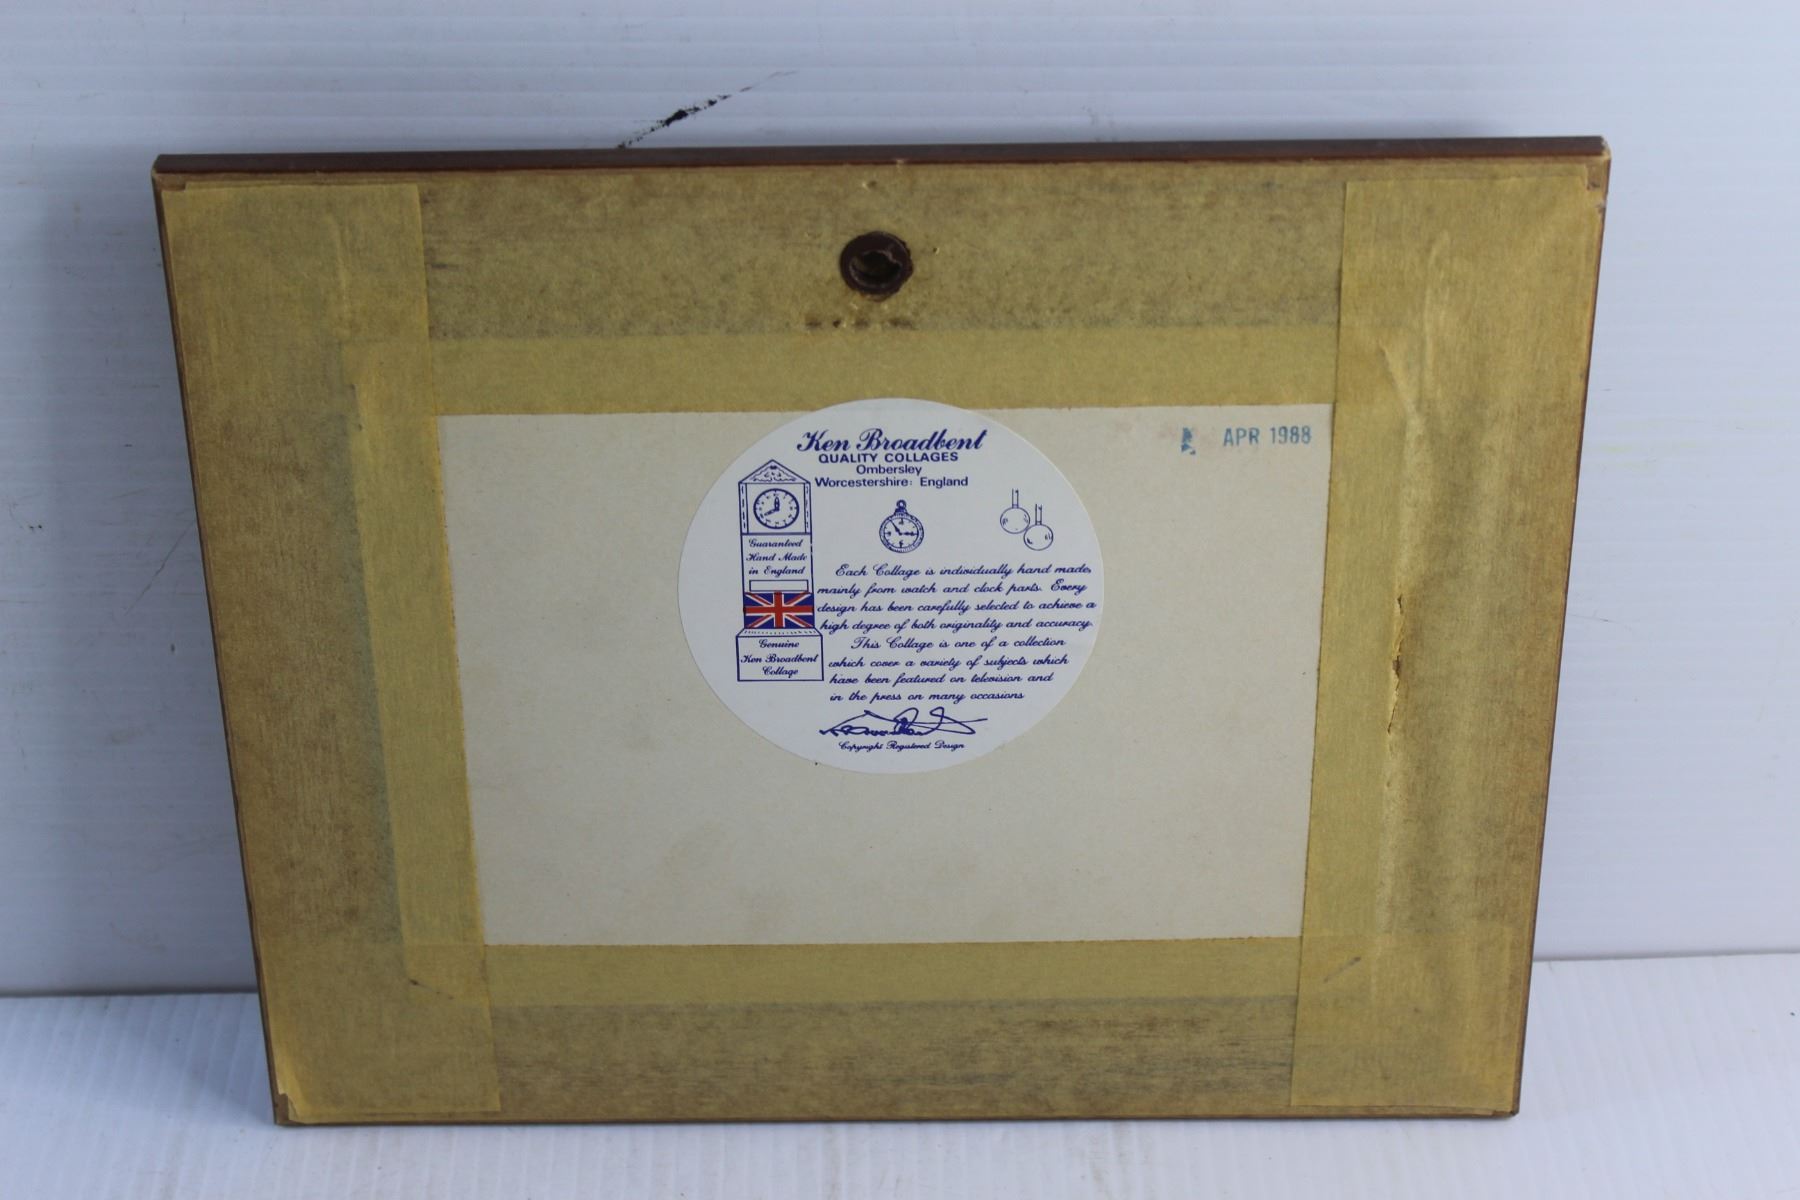 Ken Broadbent
QUALITY COLLAGES
Ombersley
Worcestershire: England
APR 1988
Guaranteed
Hand Made
in England
Genuine
Ken Broadbent
Collage
Each Collage is individually hand made,
mainly from watch and clock parts. Every
design has been carefully selected to achieve a
high degree of both originality and accuracy.
This Collage is one of a collection
which cover a variety of subjects which
have been featured on television and
in the press on many occasions
Copyright Registered Design